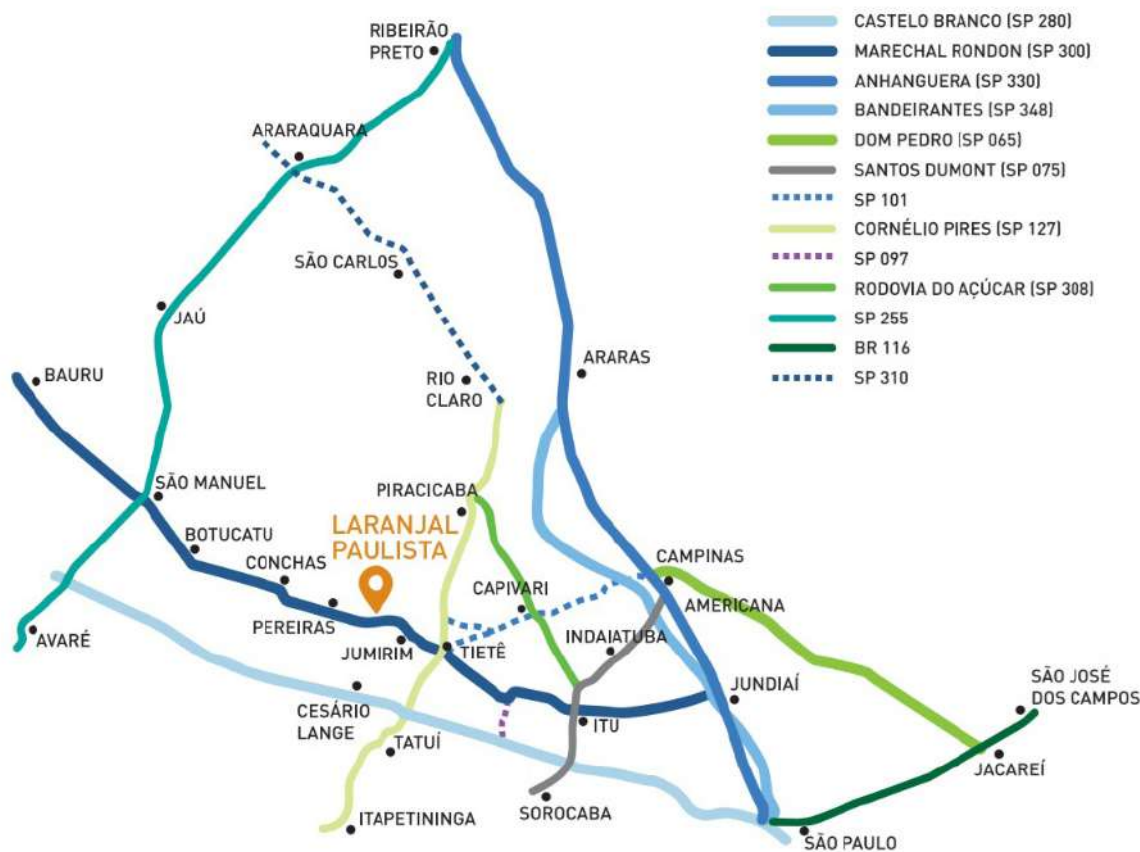 CASTELO BRANCO (SP 280)
MARECHAL RONDON (SP 300)
ANHANGUERA (SP 330)
BANDEIRANTES (SP 348)
DOM PEDRO (SP 065)
SANTOS DUMONT (SP 075)
SP 101
CORNÉLIO PIRES (SP 127)
SP 097
RODOVIA DO AÇÚCAR (SP 308)
SP 255
BR 116
SP 310
RIBEIRÃO
PRETO
ARARAQUARA
SÃO CARLOS
JAÚ
BAURU
RIO
CLARO
ARARAS
SÃO MANUEL
PIRACICABA
BOTUCATU
LARANJAL
PAULISTA
CONCHAS
CAMPINAS
CAPIVARI
AMERICANA
PEREIRAS
AVARÉ
JUMIRIM
TIETÊ
INDAIATUBA
JUNDIAÍ
SÃO JOSÉ
DOS CAMPOS
CESÁRIO
LANGE
ITU
TATUÍ
JACAREÍ
SOROCABA
ITAPETININGA
SÃO PAULO